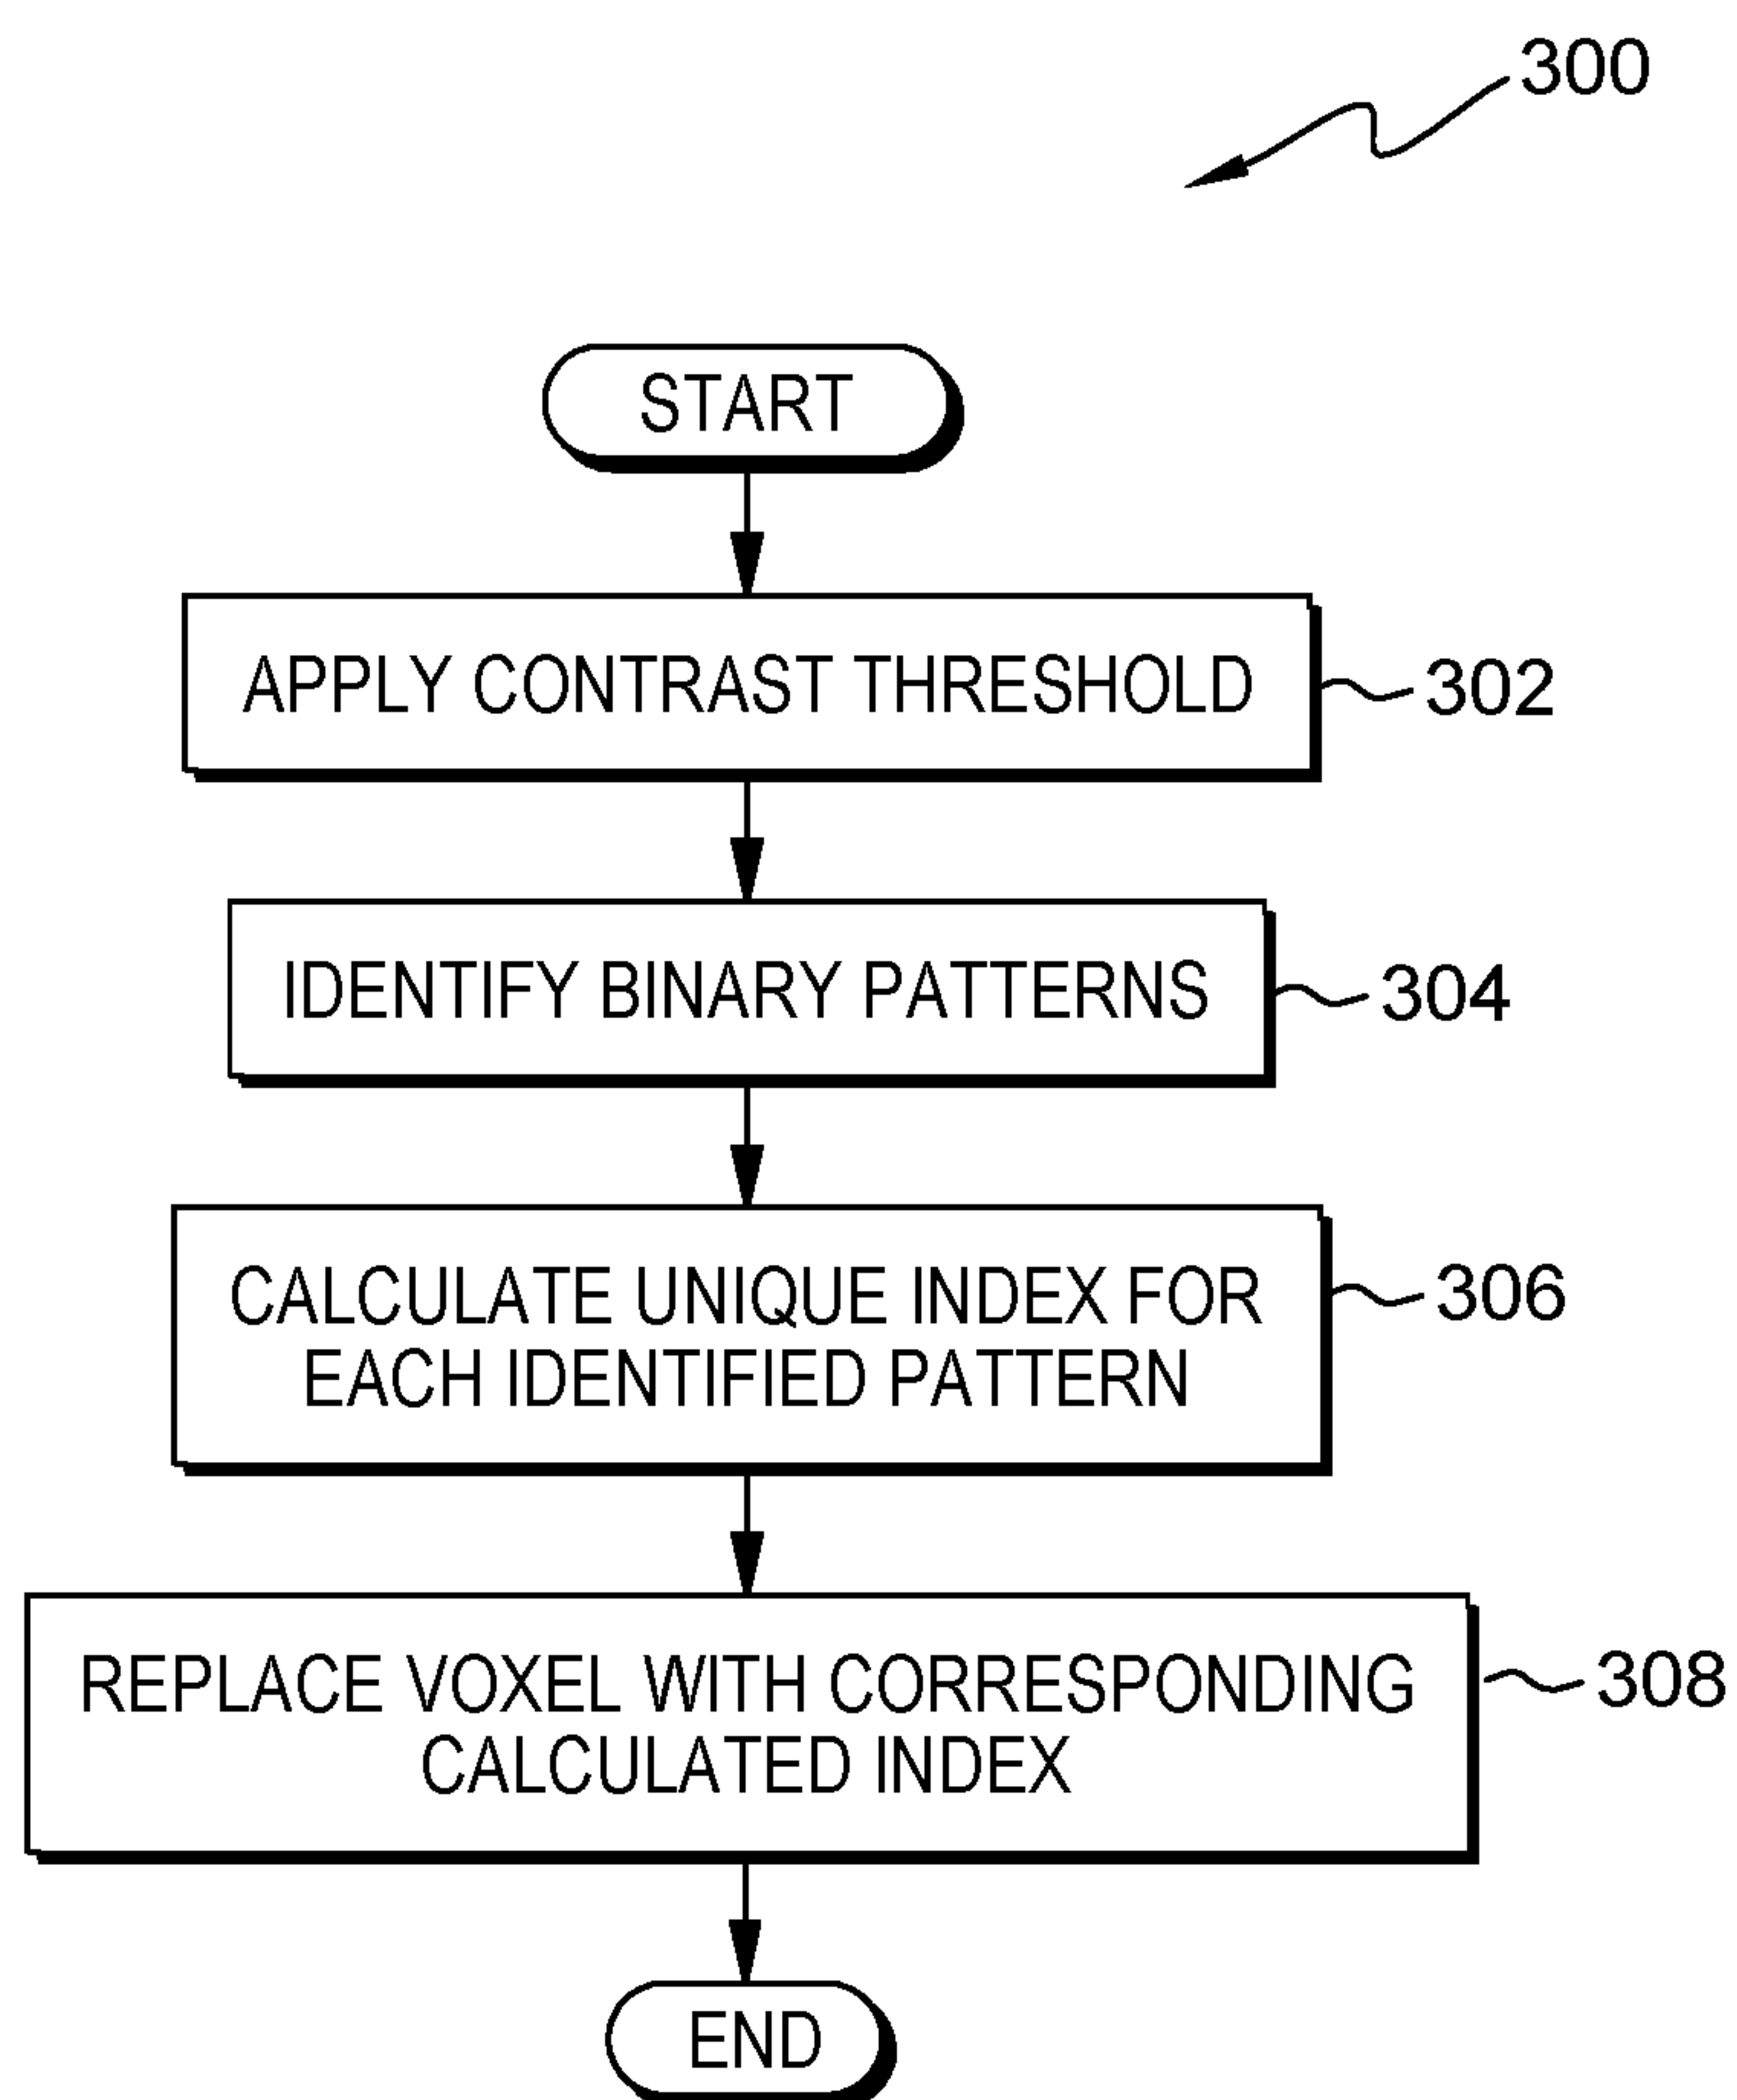 300
START
APPLY CONTRAST THRESHOLD
302
IDENTIFY BINARY PATTERNS
304
CALCULATE UNIQUE INDEX FOR
EACH IDENTIFIED PATTERN
306
REPLACE VOXEL WITH CORRESPONDING
CALCULATED INDEX
308
END